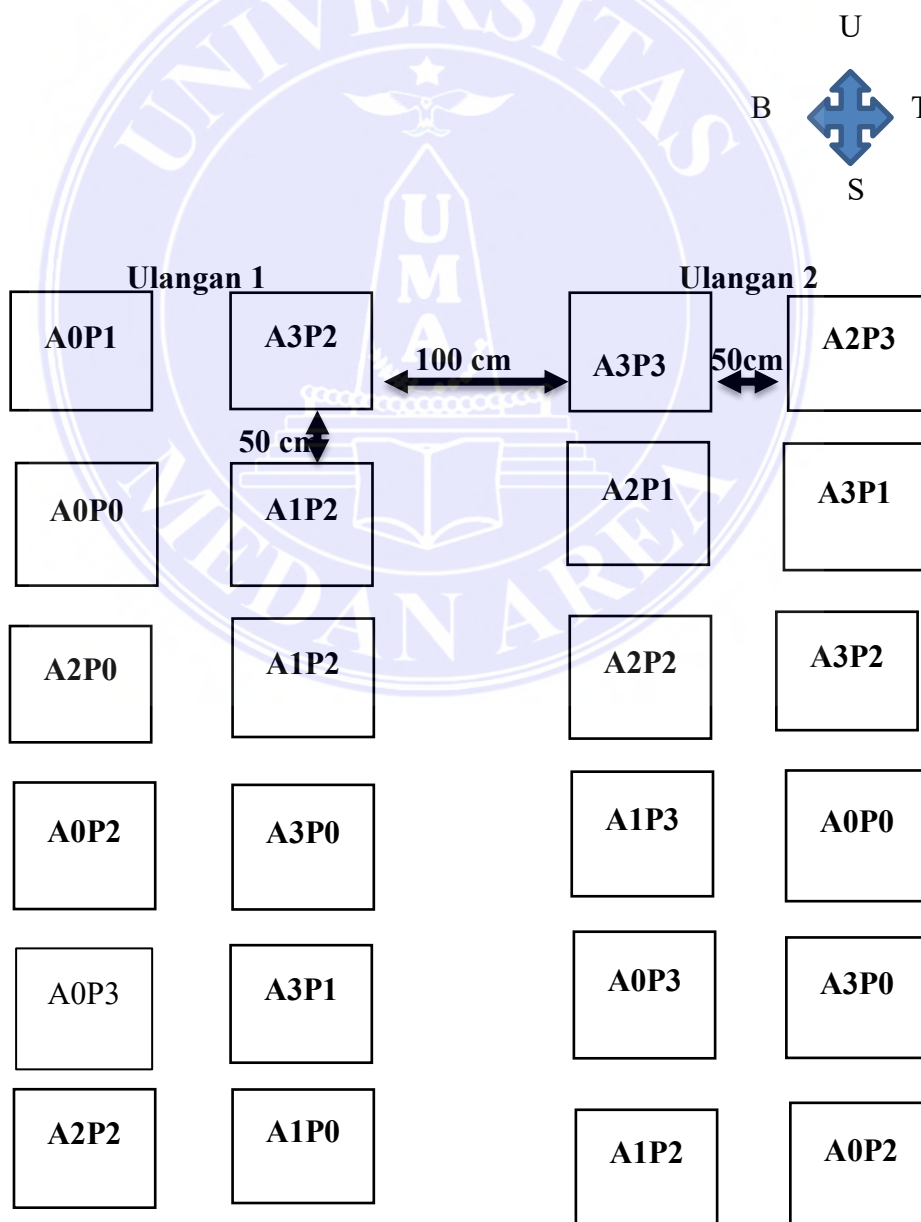 U
B T
S
UNIVERSITAS
UMA
MEDAN AREA
Ulangan 1 Ulangan 2
A0P1 A3P2 A3P3 A2P3
100 cm 50cm
50 cm
A0P0 A1P2 A2P1 A3P1
A2P0 A1P2 A2P2 A3P2
A0P2 A3P0 A1P3 A0P0
A0P3 A3P1 A0P3 A3P0
A2P2 A1P0 A1P2 A0P2